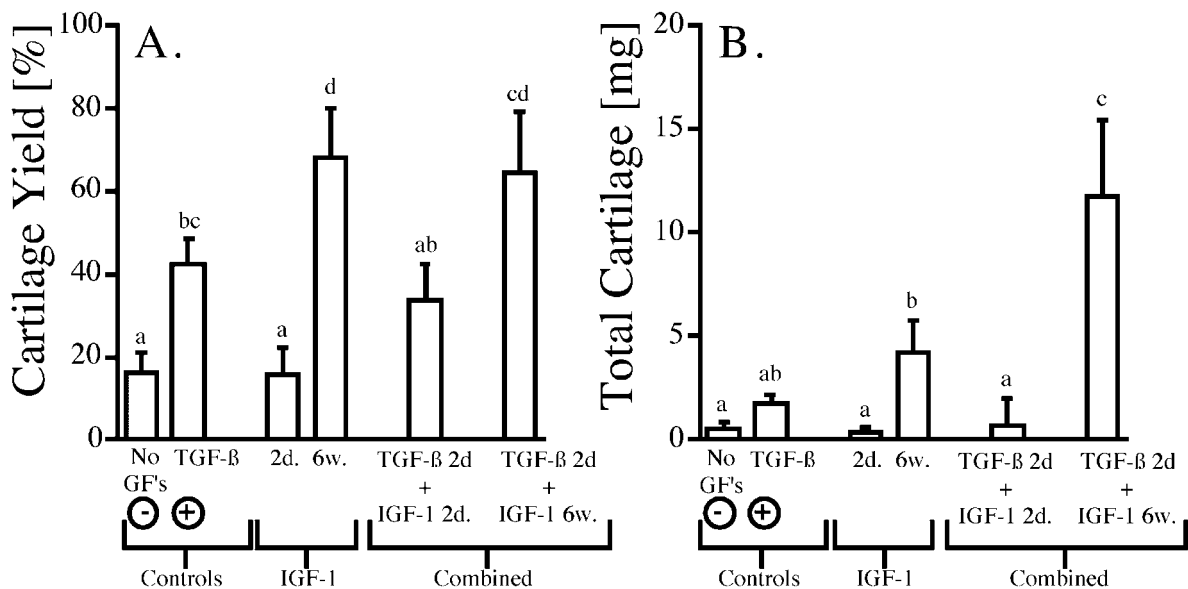 A.
Cartilage Yield [%]
100
80
60
40
20
0
a
bc
a
d
ab
cd
No GF's
TGF-ß
2d.
6w.
TGF-ß 2d
+
IGF-1 2d.
TGF-ß 2d
+
IGF-1 6w.
-
+
Controls
IGF-1
Combined
B.
Total Cartilage [mg]
20
15
10
5
0
a
ab
a
b
a
c
No
GF's
TGF-ß
2d.
6w.
TGF-ß 2d
+
IGF-1 2d.
TGF-ß 2d
+
IGF-1 6w.
-
+
Controls
IGF-1
Combined